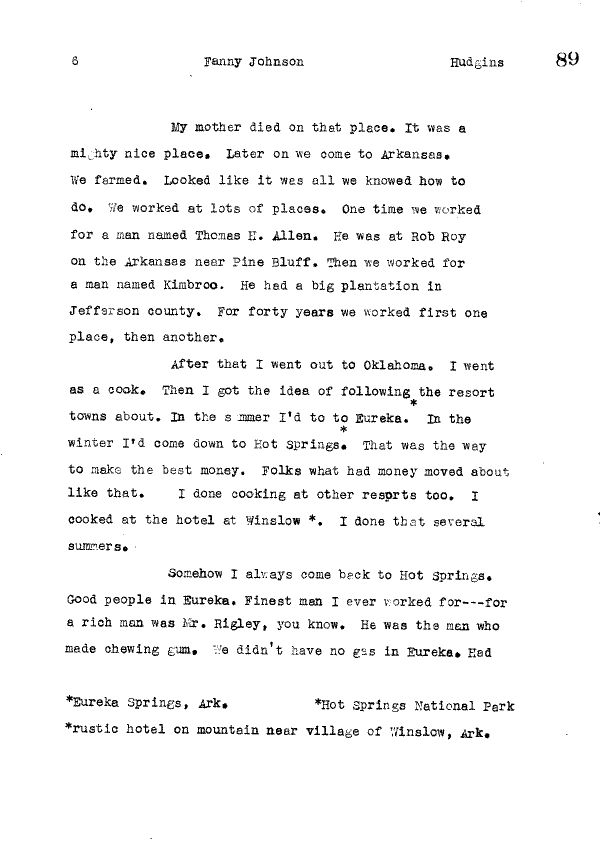 6 Fanny Johnson Hudgins 89
My mother died on that place. It was a
mighty nice place. Later on we come to Arkansas.
We farmed. Looked like it was all we knowed how to
do. We worked at lots of places. One time we worked
for a man named Thomas H. Allen. He was at Rob Roy
on the Arkansas near Pine Bluff. Then we worked for
a man named Kimbroo. He had a big plantation in
Jefferson county. For forty years we worked first one
place, then another.
After that I went out to Oklahoma. I went
as a cook. Then I got the idea of following the resort
towns about. In the summer I'd to to Eureka.* In the
winter I'd come down to Hot Springs.* That was the way
to make the best money. Folks what had money moved about
like that. I done cooking at other resprts too. I
cooked at the hotel at Winslow *. I done that several
summers.
Somehow I always come back to Hot Springs.
Good people in Eureka. Finest man I ever worked for---for
a rich man was Mr. Rigley, you know. He was the man who
made chewing gum. We didn't have no gas in Eureka. Had
*Eureka Springs, Ark. *Hot Springs National Park
*rustic hotel on mountain near village of Winslow, Ark.